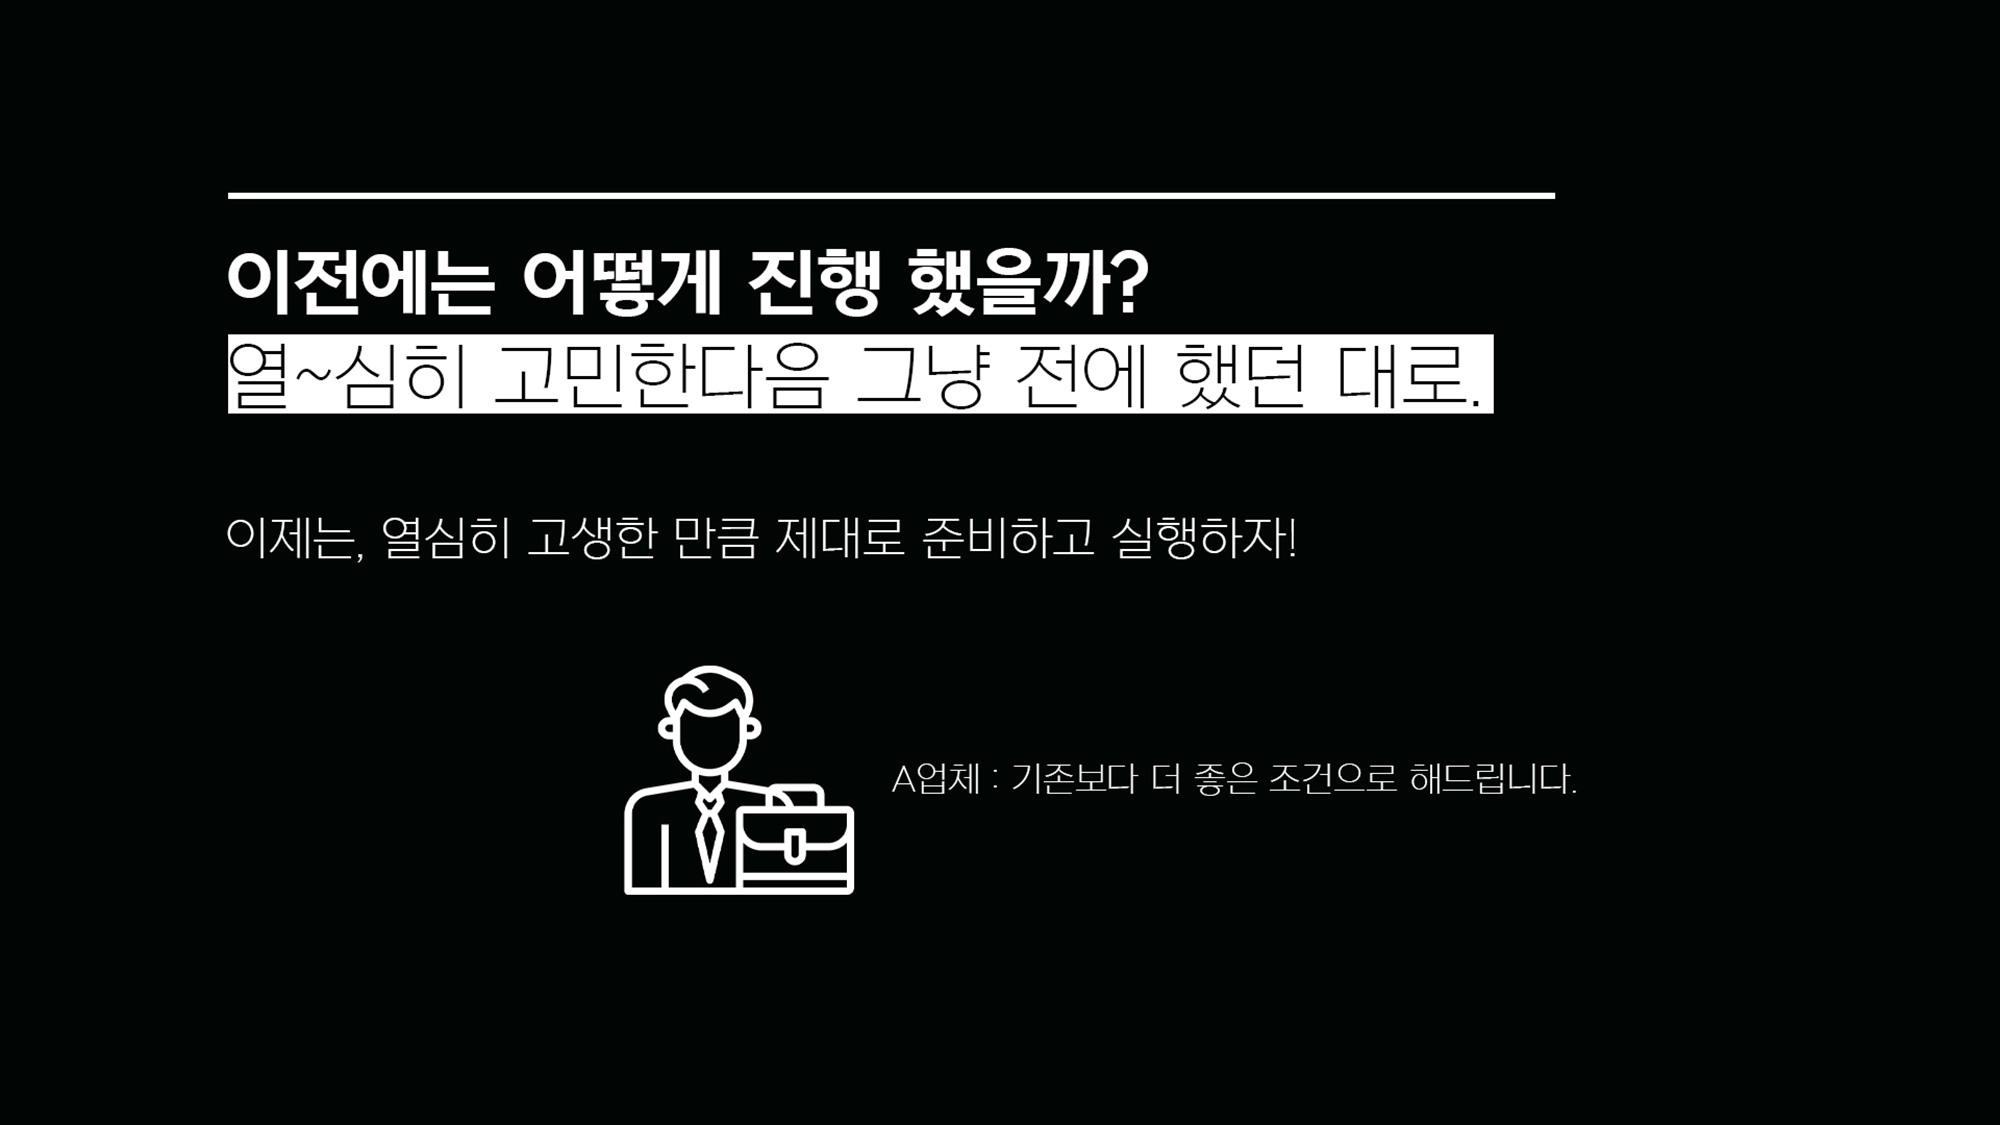 이전에는 어떻게 진행 했을까?
열~심히 고민한다음 그냥 전에 했던 대로.
이제는, 열심히 고생한 만큼 제대로 준비하고 실행하자!
A업체 : 기존보다 더 좋은 조건으로 해드립니다.